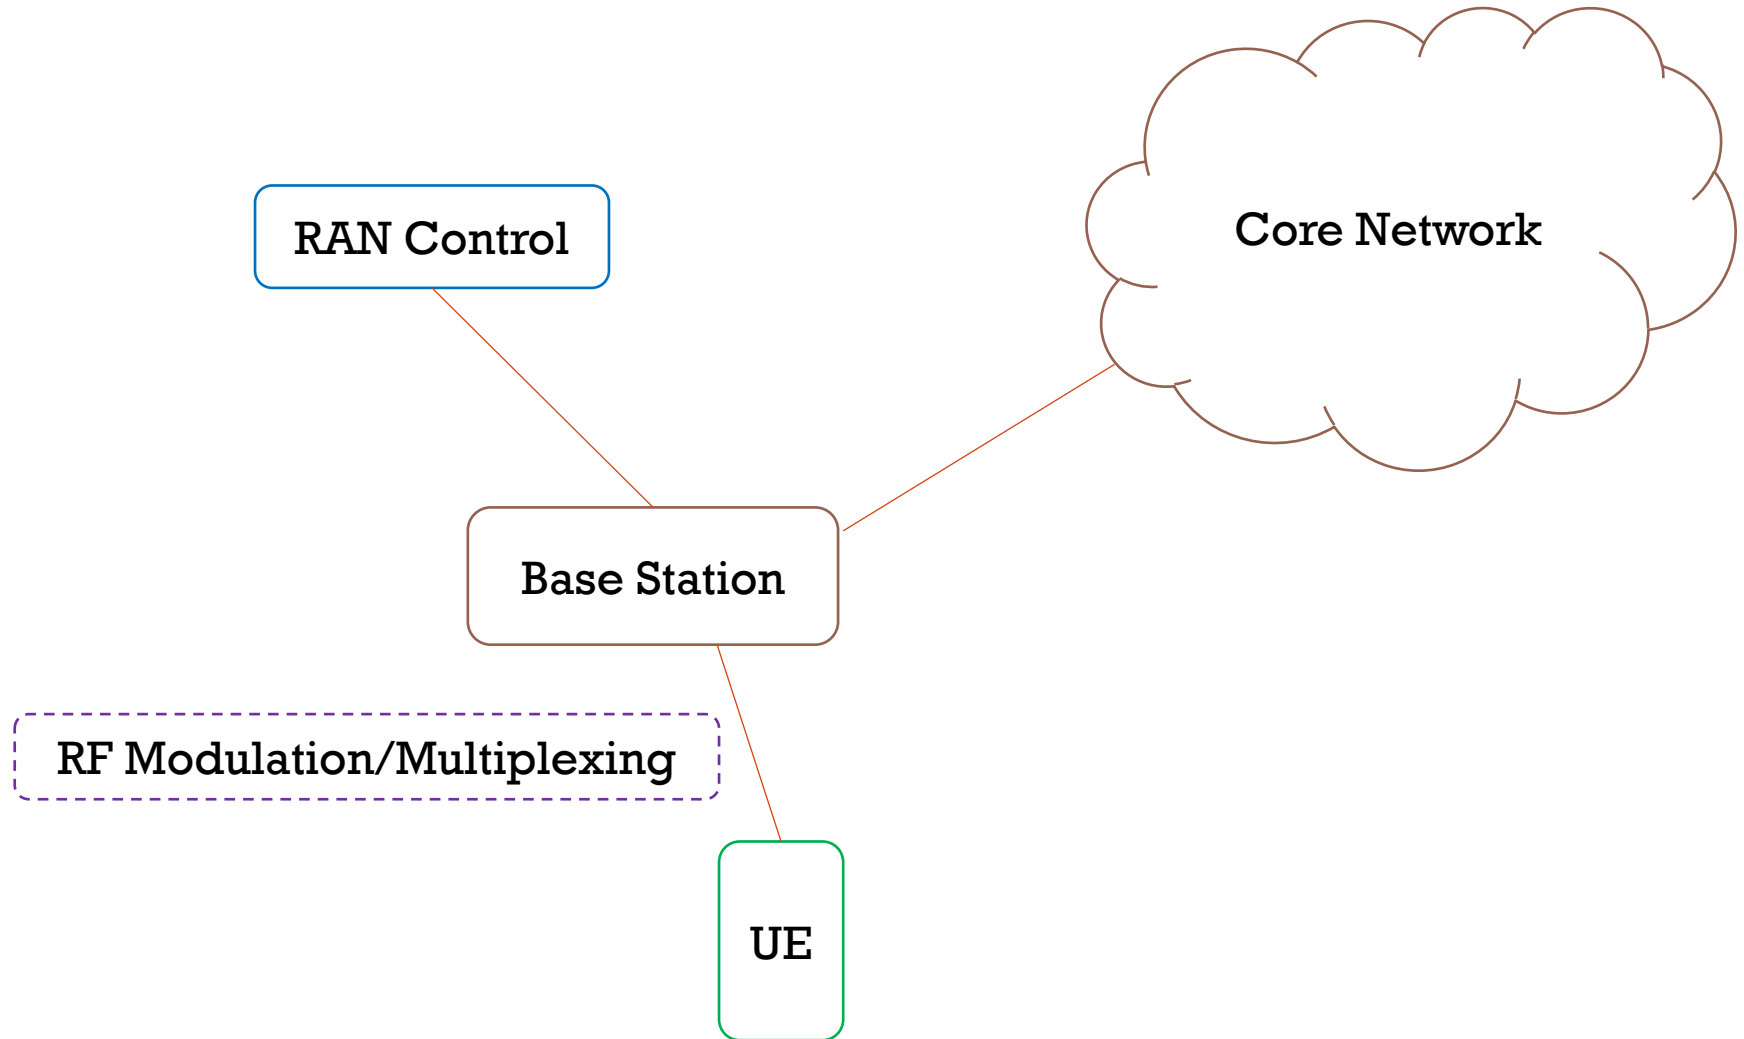 RAN Control
Core Network
Base Station
RF Modulation/Multiplexing
UE